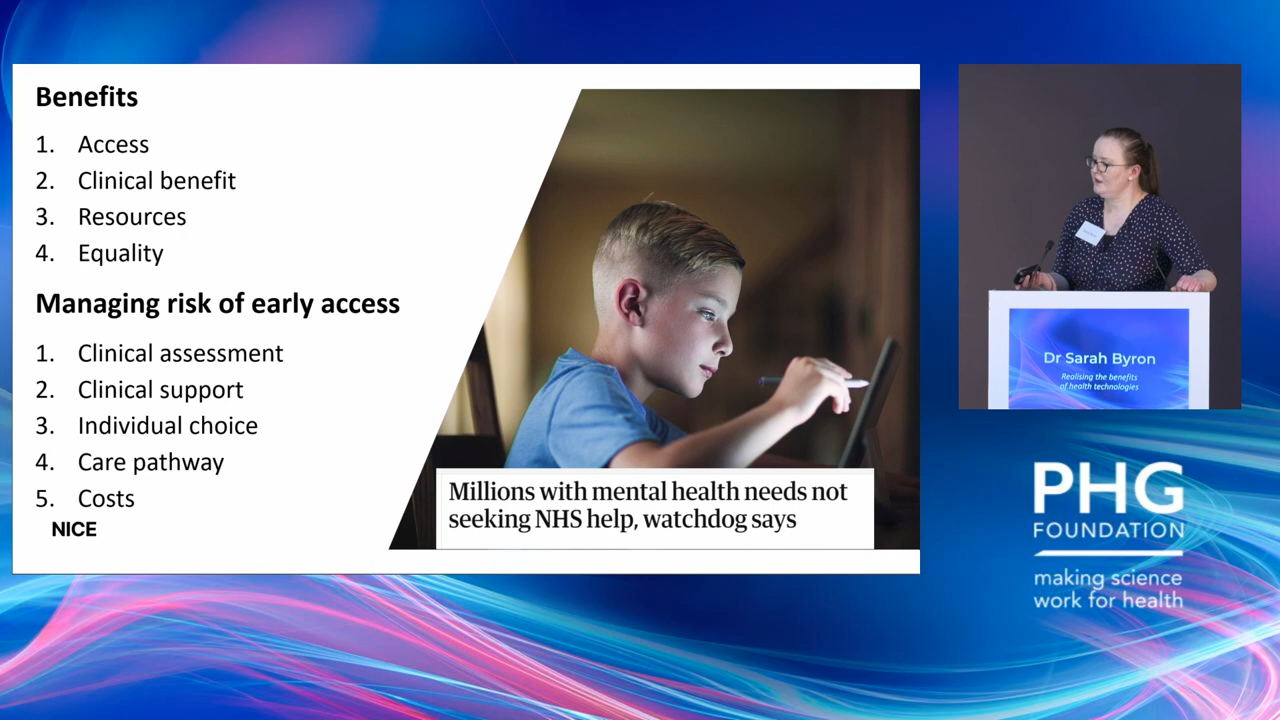 Benefits
1. Access
2. Clinical benefit
3. Resources
4. Equality
Managing risk of early access
1. Clinical assessment
2. Clinical support
3. Individual choice
4. Care pathway
5. Costs
NICE
Millions with mental health needs not
seeking NHS help, watchdog says
Dr Sarah Byron
Realising the benefits
of health technologies
PHG
FOUNDATION
making science
work for health